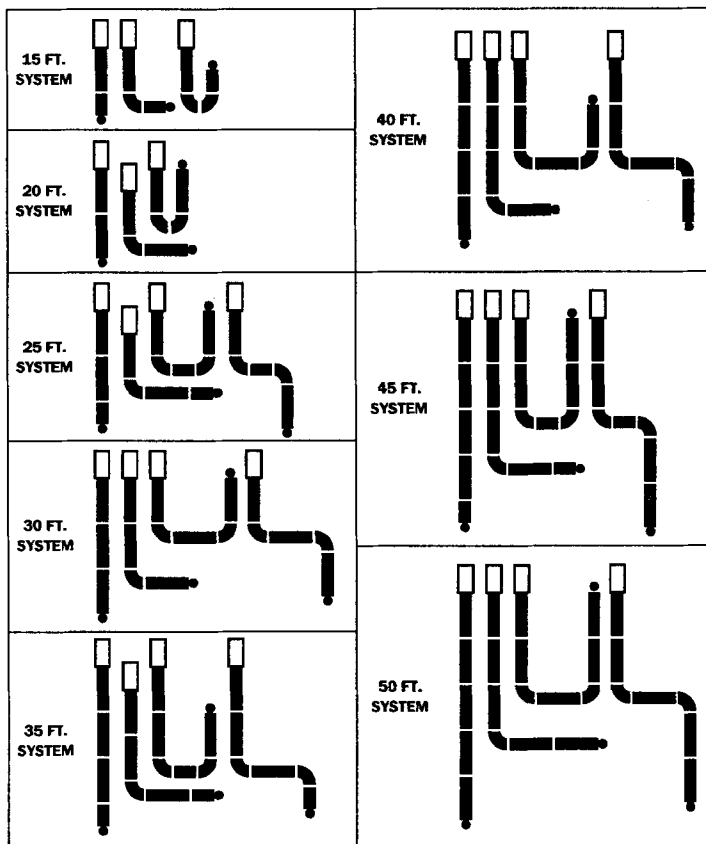 15 FT.
SYSTEM
20 FT.
SYSTEM
25 FT.
SYSTEM
30 FT.
SYSTEM
35 FT.
SYSTEM
40 FT.
SYSTEM
45 FT.
SYSTEM
50 FT.
SYSTEM